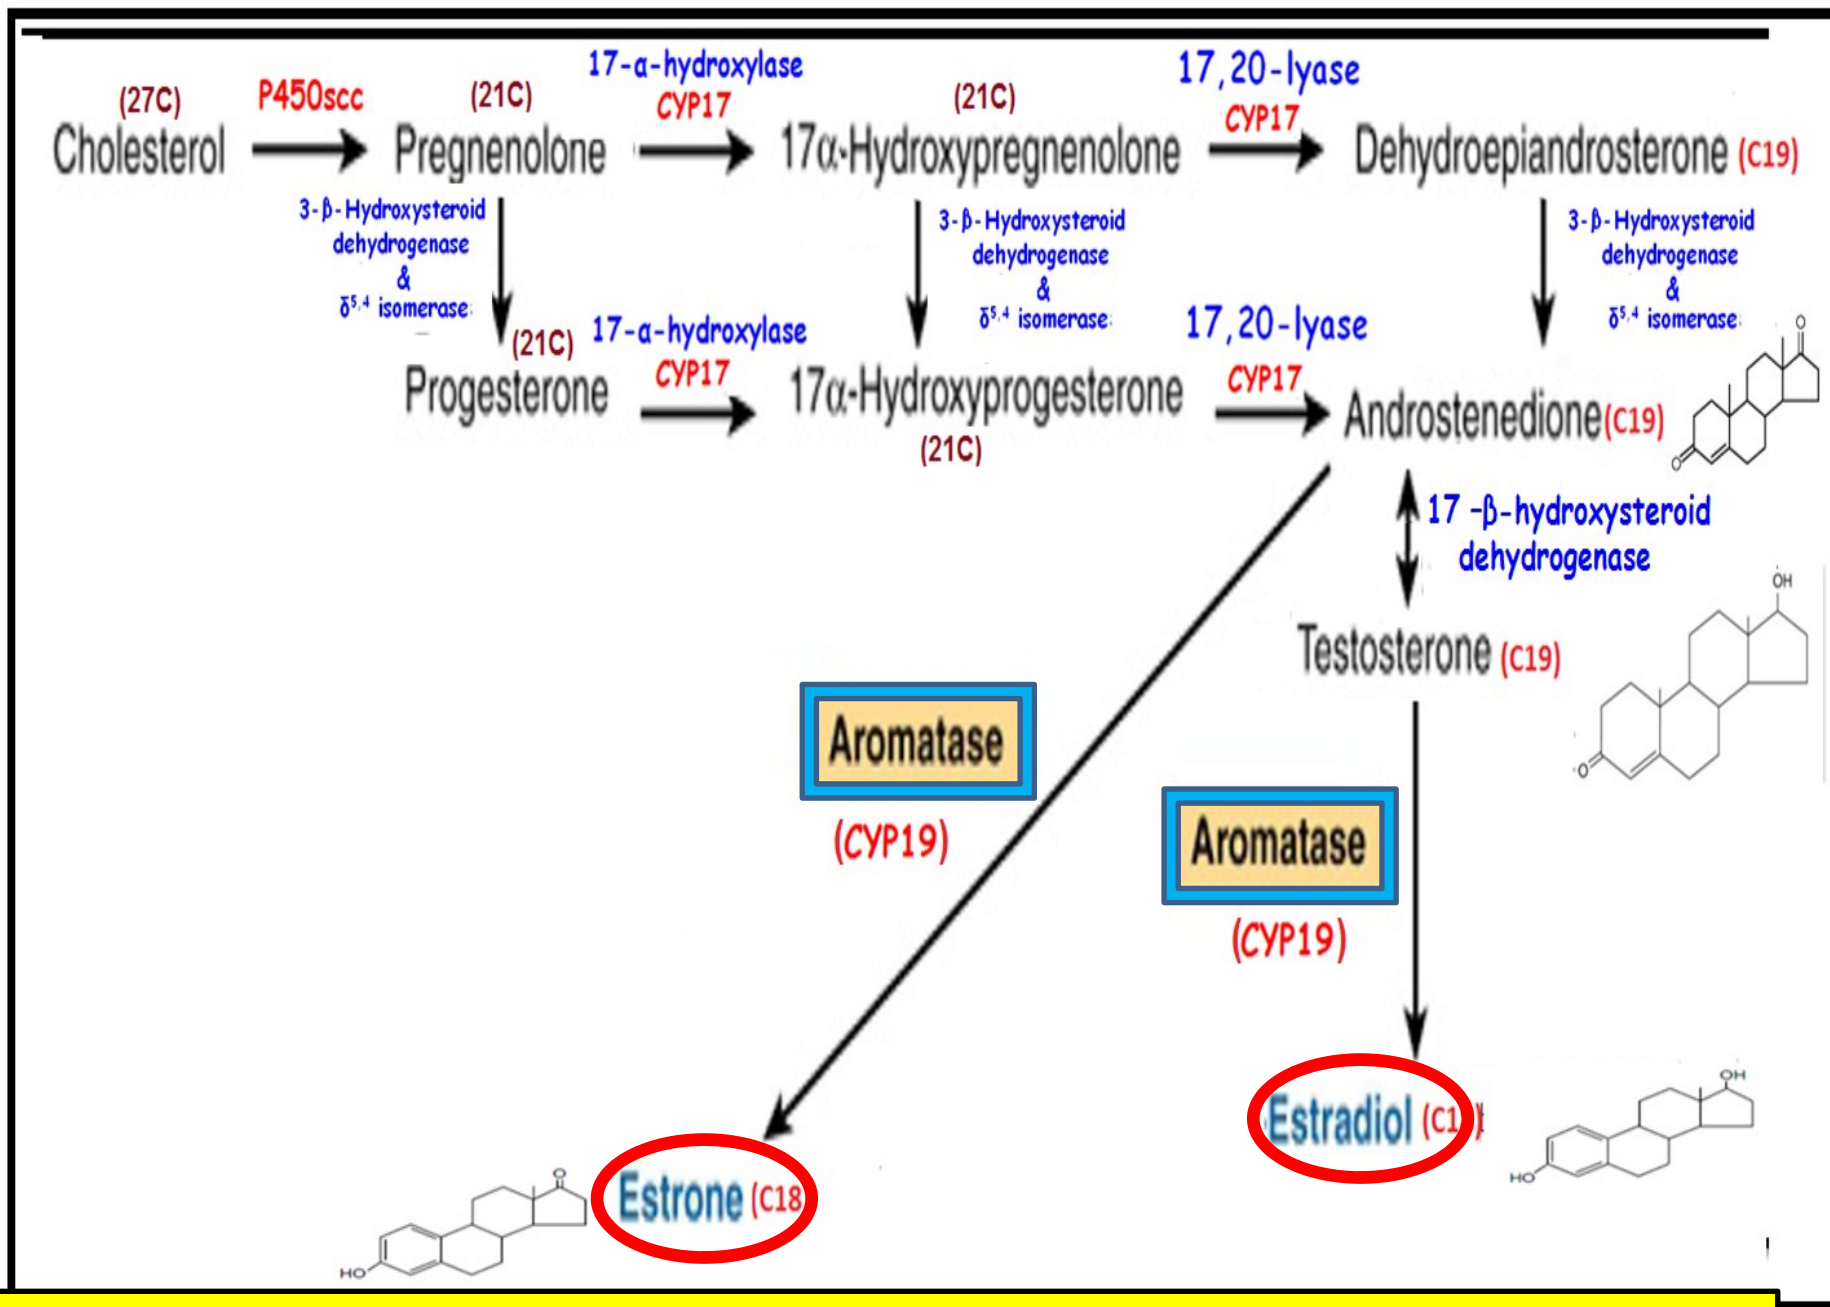 (27C)
P450scc
(21C)
17-α-hydroxylase
CYP17
(21C)
17,20-lyase
CYP17
Cholesterol
Pregnenolone
17α-Hydroxypregnenolone
Dehydroepiandrosterone (C19)
3-β-Hydroxysteroid
dehydrogenase
&
δ⁵,⁴ isomerase
3-β-Hydroxysteroid
dehydrogenase
&
δ⁵,⁴ isomerase
3-β-Hydroxysteroid
dehydrogenase
&
δ⁵,⁴ isomerase
(21C)
17-α-hydroxylase
CYP17
17,20-lyase
CYP17
Progesterone
17α-Hydroxyprogesterone
(21C)
Androstenedione(C19)
O
O
17 -β-hydroxysteroid
dehydrogenase
OH
Testosterone (C19)
O
Aromatase
(CYP19)
Aromatase
(CYP19)
Estradiol (C1
OH
HO
Estrone (C18
O
HO